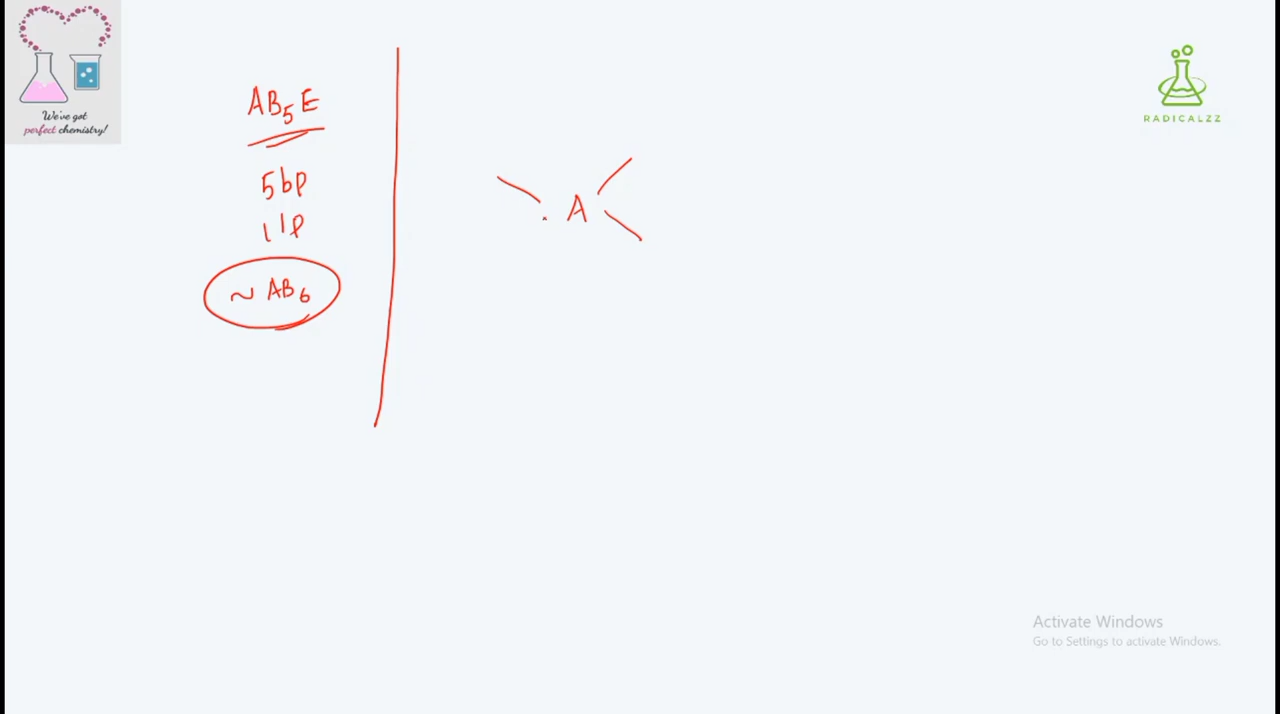 We've got
perfect chemistry!
AB₅E
5bp
1lp
~ AB₆
A
RADICALZZ
Activate Windows
Go to Settings to activate Windows.